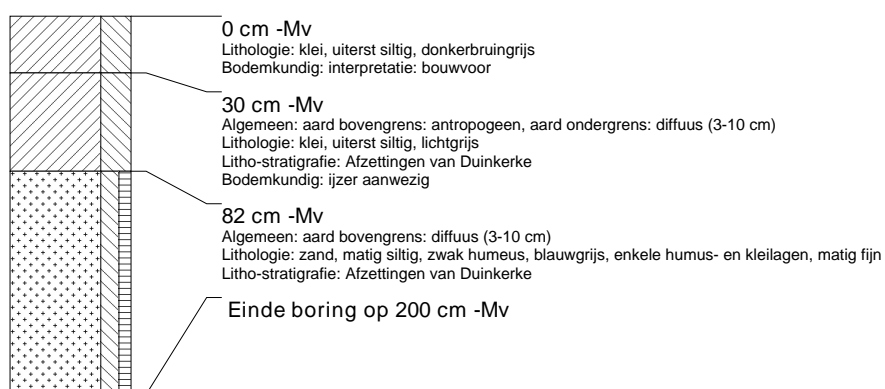 0 cm -Mv
Lithologie: klei, uiterst siltig, donkerbruingrijs
Bodemkundig: interpretatie: bouwvoor
30 cm -Mv
Algemeen: aard bovengrens: antropogeen, aard ondergrens: diffuus (3-10 cm)
Lithologie: klei, uiterst siltig, lichtgrijs
Litho-stratigrafie: Afzettingen van Duinkerke
Bodemkundig: ijzer aanwezig
82 cm -Mv
Algemeen: aard bovengrens: diffuus (3-10 cm)
Lithologie: zand, matig siltig, zwak humeus, blauwgrijs, enkele humus- en kleilagen, matig fijn
Litho-stratigrafie: Afzettingen van Duinkerke
Einde boring op 200 cm -Mv